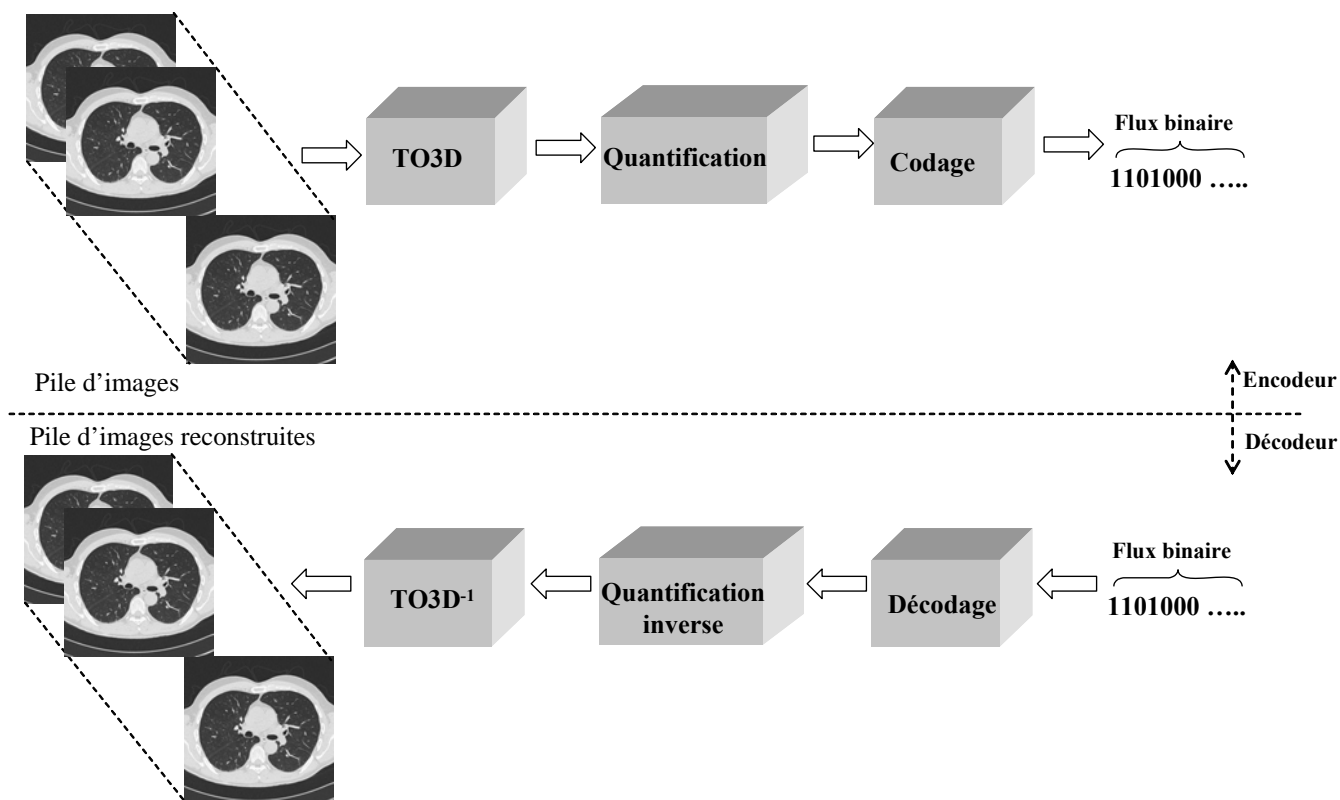 TO3D
Quantification
Codage
Flux binaire
1101000 …..
Pile d’images
Encodeur
Pile d’images reconstruites
Décodeur
TO3D-1
Quantification
inverse
Décodage
Flux binaire
1101000 …..